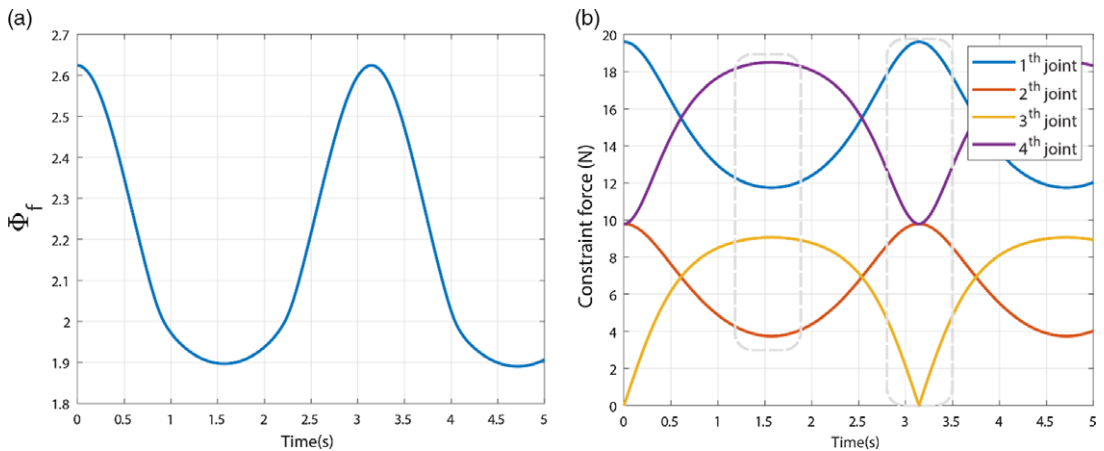 (a)
2.7
2.6
2.5
2.4
2.3
2.2
2.1
2
1.9
1.8
Φf
0 0.5 1 1.5 2 2.5 3 3.5 4 4.5 5
Time(s)
(b)
20
18
16
14
12
10
8
6
4
2
0
Constraint force (N)
1th joint
2th joint
3th joint
4th joint
0 0.5 1 1.5 2 2.5 3 3.5 4 4.5 5
Time(s)